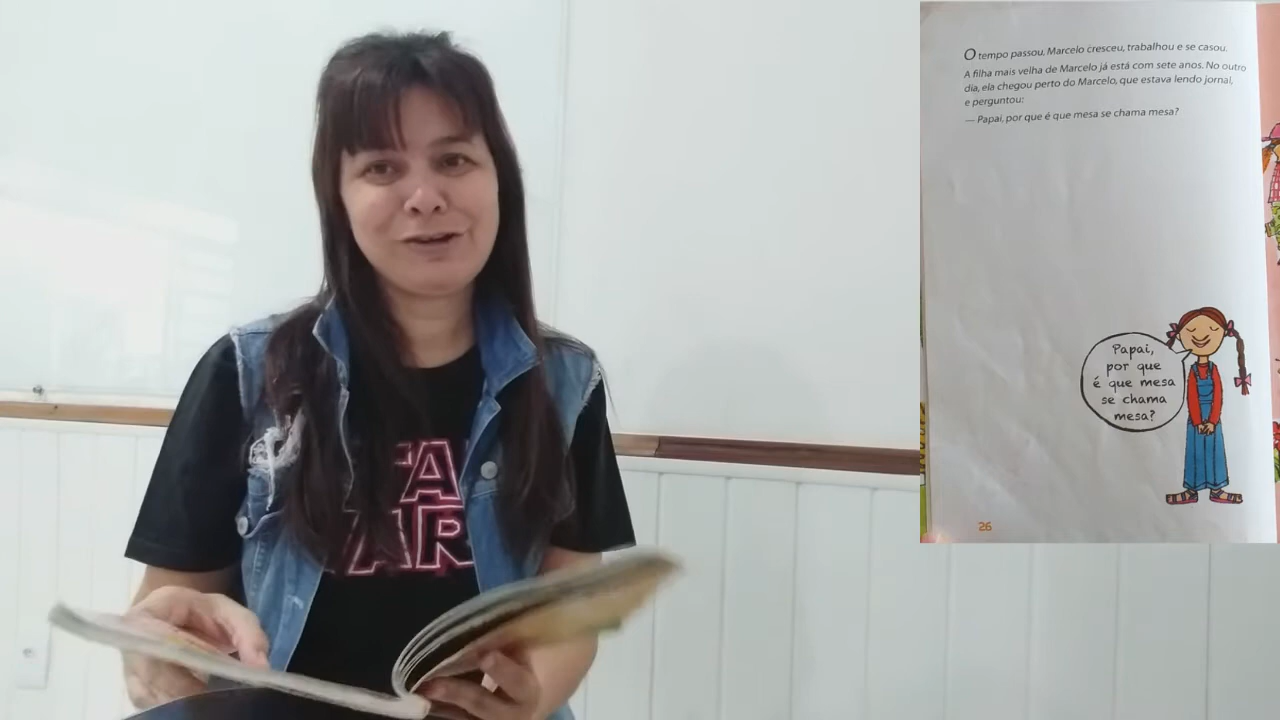 O tempo passou. Marcelo cresceu, trabalhou e se casou.
A filha mais velha de Marcelo já está com sete anos. No outro
dia, ela chegou perto do Marcelo, que estava lendo jornal,
e perguntou:
— Papai, por que é que mesa se chama mesa?
Papai,
por que
é que mesa
se chama
mesa?
26